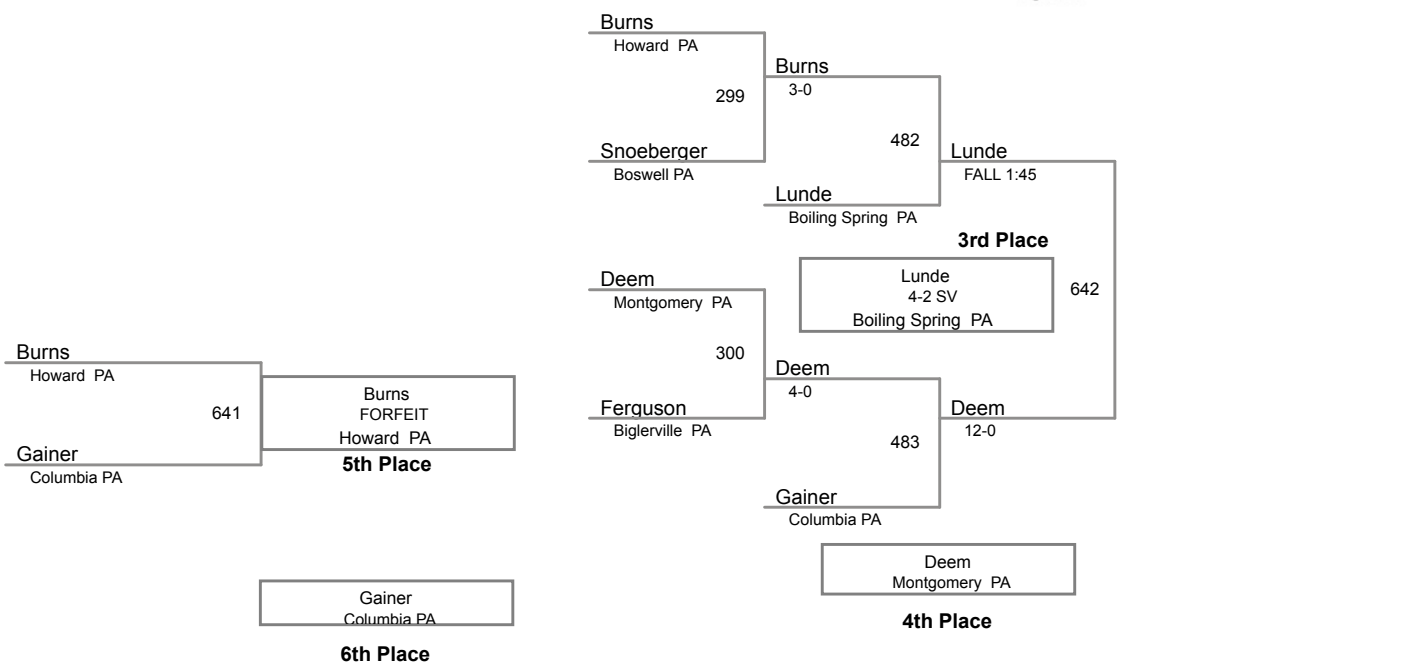 Burns
Howard PA
299
Snoeberger
Boswell PA
Burns
3-0
482
Lunde
Boiling Spring PA
Lunde
FALL 1:45
3rd Place
Lunde
4-2 SV
Boiling Spring PA
642
Deem
Montgomery PA
300
Ferguson
Biglerville PA
Deem
4-0
483
Gainer
Columbia PA
Deem
12-0
Deem
Montgomery PA
4th Place
Burns
Howard PA
641
Gainer
Columbia PA
Burns
FORFEIT
Howard PA
5th Place
Gainer
Columbia PA
6th Place